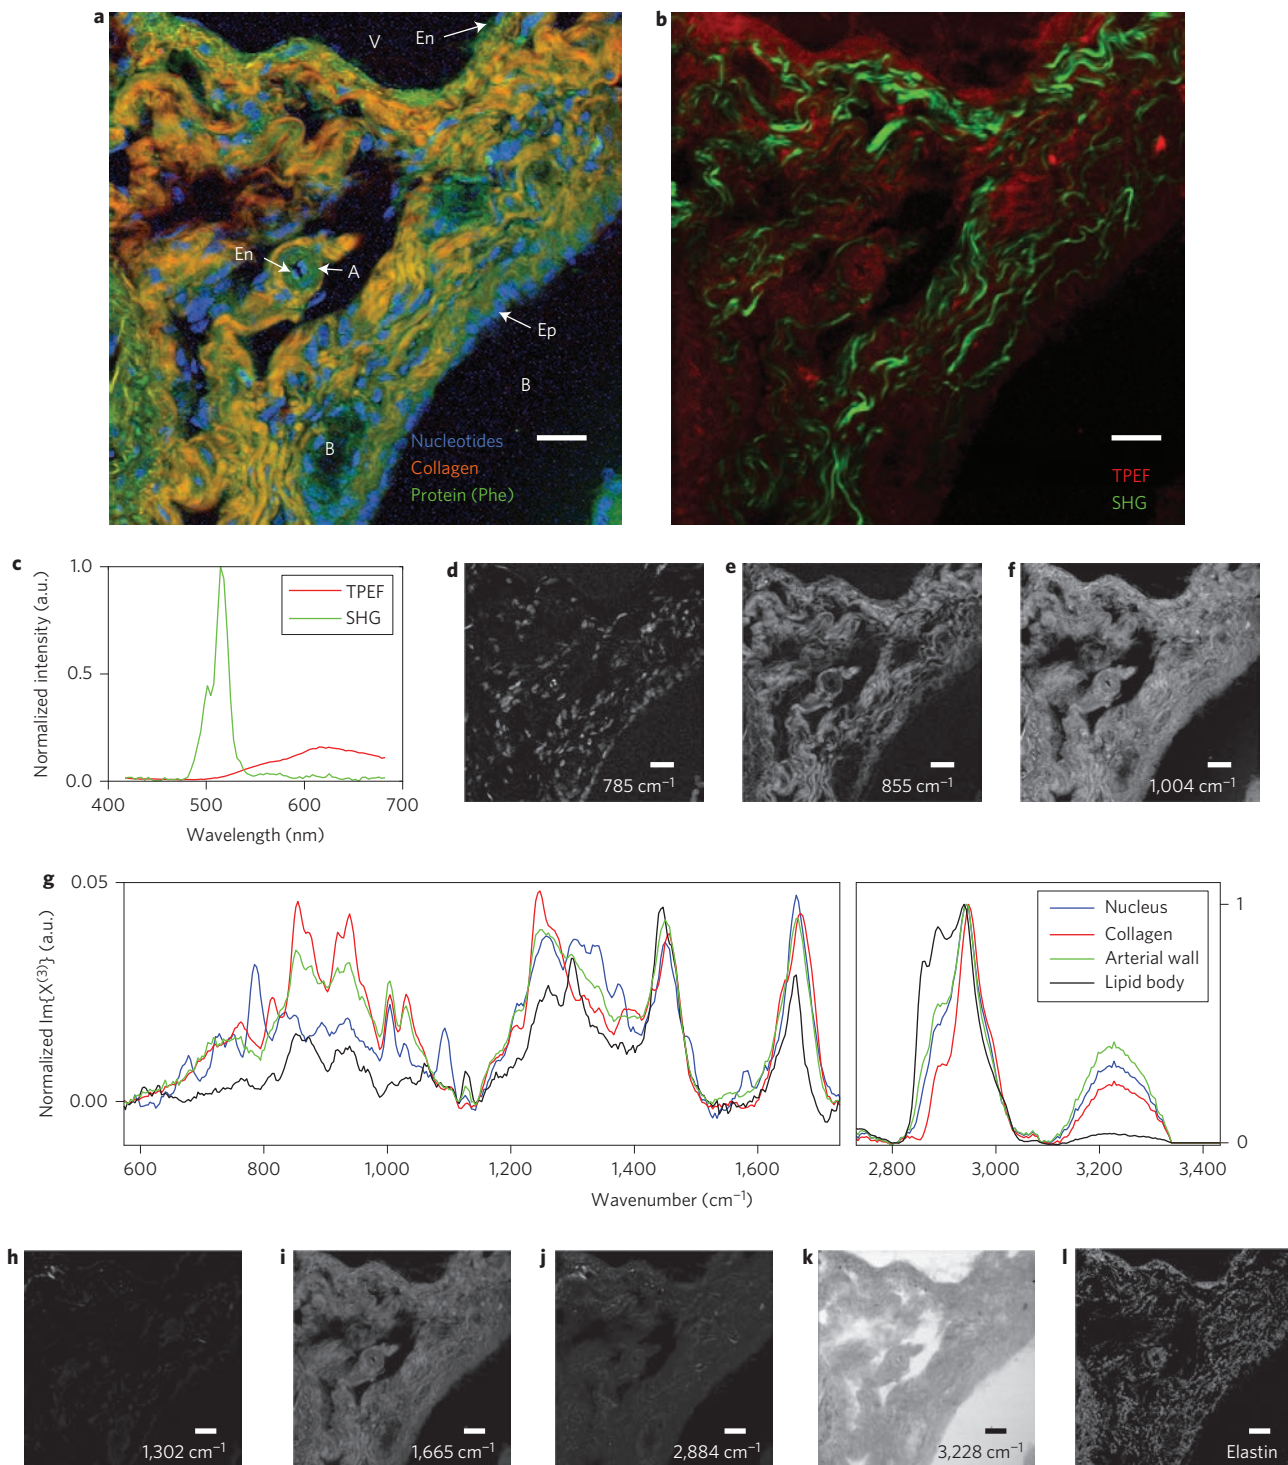 a
V
En
En
A
Ep
B
B
Nucleotides
Collagen
Protein (Phe)
b
TPEF
SHG
c
Normalized intensity (a.u.)
1.0
0.5
0.0
400 500 600 700
Wavelength (nm)
TPEF
SHG
d
785 cm⁻¹
e
855 cm⁻¹
f
1,004 cm⁻¹
g
Normalized Im{X⁽³⁾} (a.u.)
0.05
0.00
600 800 1,000 1,200 1,400 1,600
2,800 3,000 3,200 3,400
1
0
Wavenumber (cm⁻¹)
Nucleus
Collagen
Arterial wall
Lipid body
h
1,302 cm⁻¹
i
1,665 cm⁻¹
j
2,884 cm⁻¹
k
3,228 cm⁻¹
l
Elastin